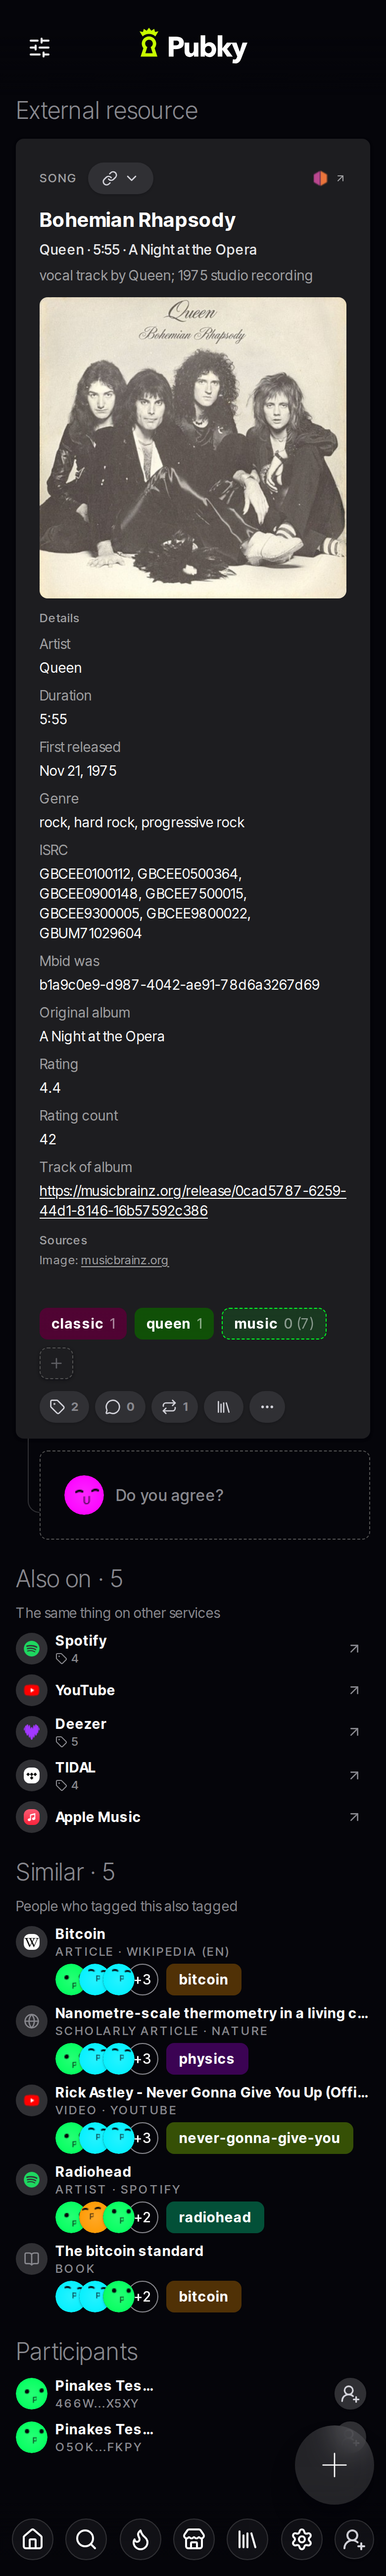 Pubky
External resource
SONG
Bohemian Rhapsody
Queen · 5:55 · A Night at the Opera
vocal track by Queen; 1975 studio recording
Queen
Bohemian Rhapsody
Details
Artist
Queen
Duration
5:55
First released
Nov 21, 1975
Genre
rock, hard rock, progressive rock
ISRC
GBCEE0100112, GBCEE0500364,
GBCEE0900148, GBCEE7500015,
GBCEE9300005, GBCEE9800022,
GBUM71029604
Mbid was
b1a9c0e9-d987-4042-ae91-78d6a3267d69
Original album
A Night at the Opera
Rating
4.4
Rating count
42
Track of album
https://musicbrainz.org/release/0cad5787-6259-
44d1-8146-16b57592c386
Sources
Image: musicbrainz.org
classic 1 queen 1 music 0 (7)
+
2 0 1
Do you agree?
Also on · 5
The same thing on other services
Spotify
4
YouTube
Deezer
5
TIDAL
4
Apple Music
Similar · 5
People who tagged this also tagged
Bitcoin
ARTICLE · WIKIPEDIA (EN)
+3 bitcoin
Nanometre-scale thermometry in a living c...
SCHOLARLY ARTICLE · NATURE
+3 physics
Rick Astley - Never Gonna Give You Up (Offi...
VIDEO · YOUTUBE
+3 never-gonna-give-you
Radiohead
ARTIST · SPOTIFY
+2 radiohead
The bitcoin standard
BOOK
+2 bitcoin
Participants
Pinakes Tes...
466W...X5XY
Pinakes Tes...
O5OK...FKPY